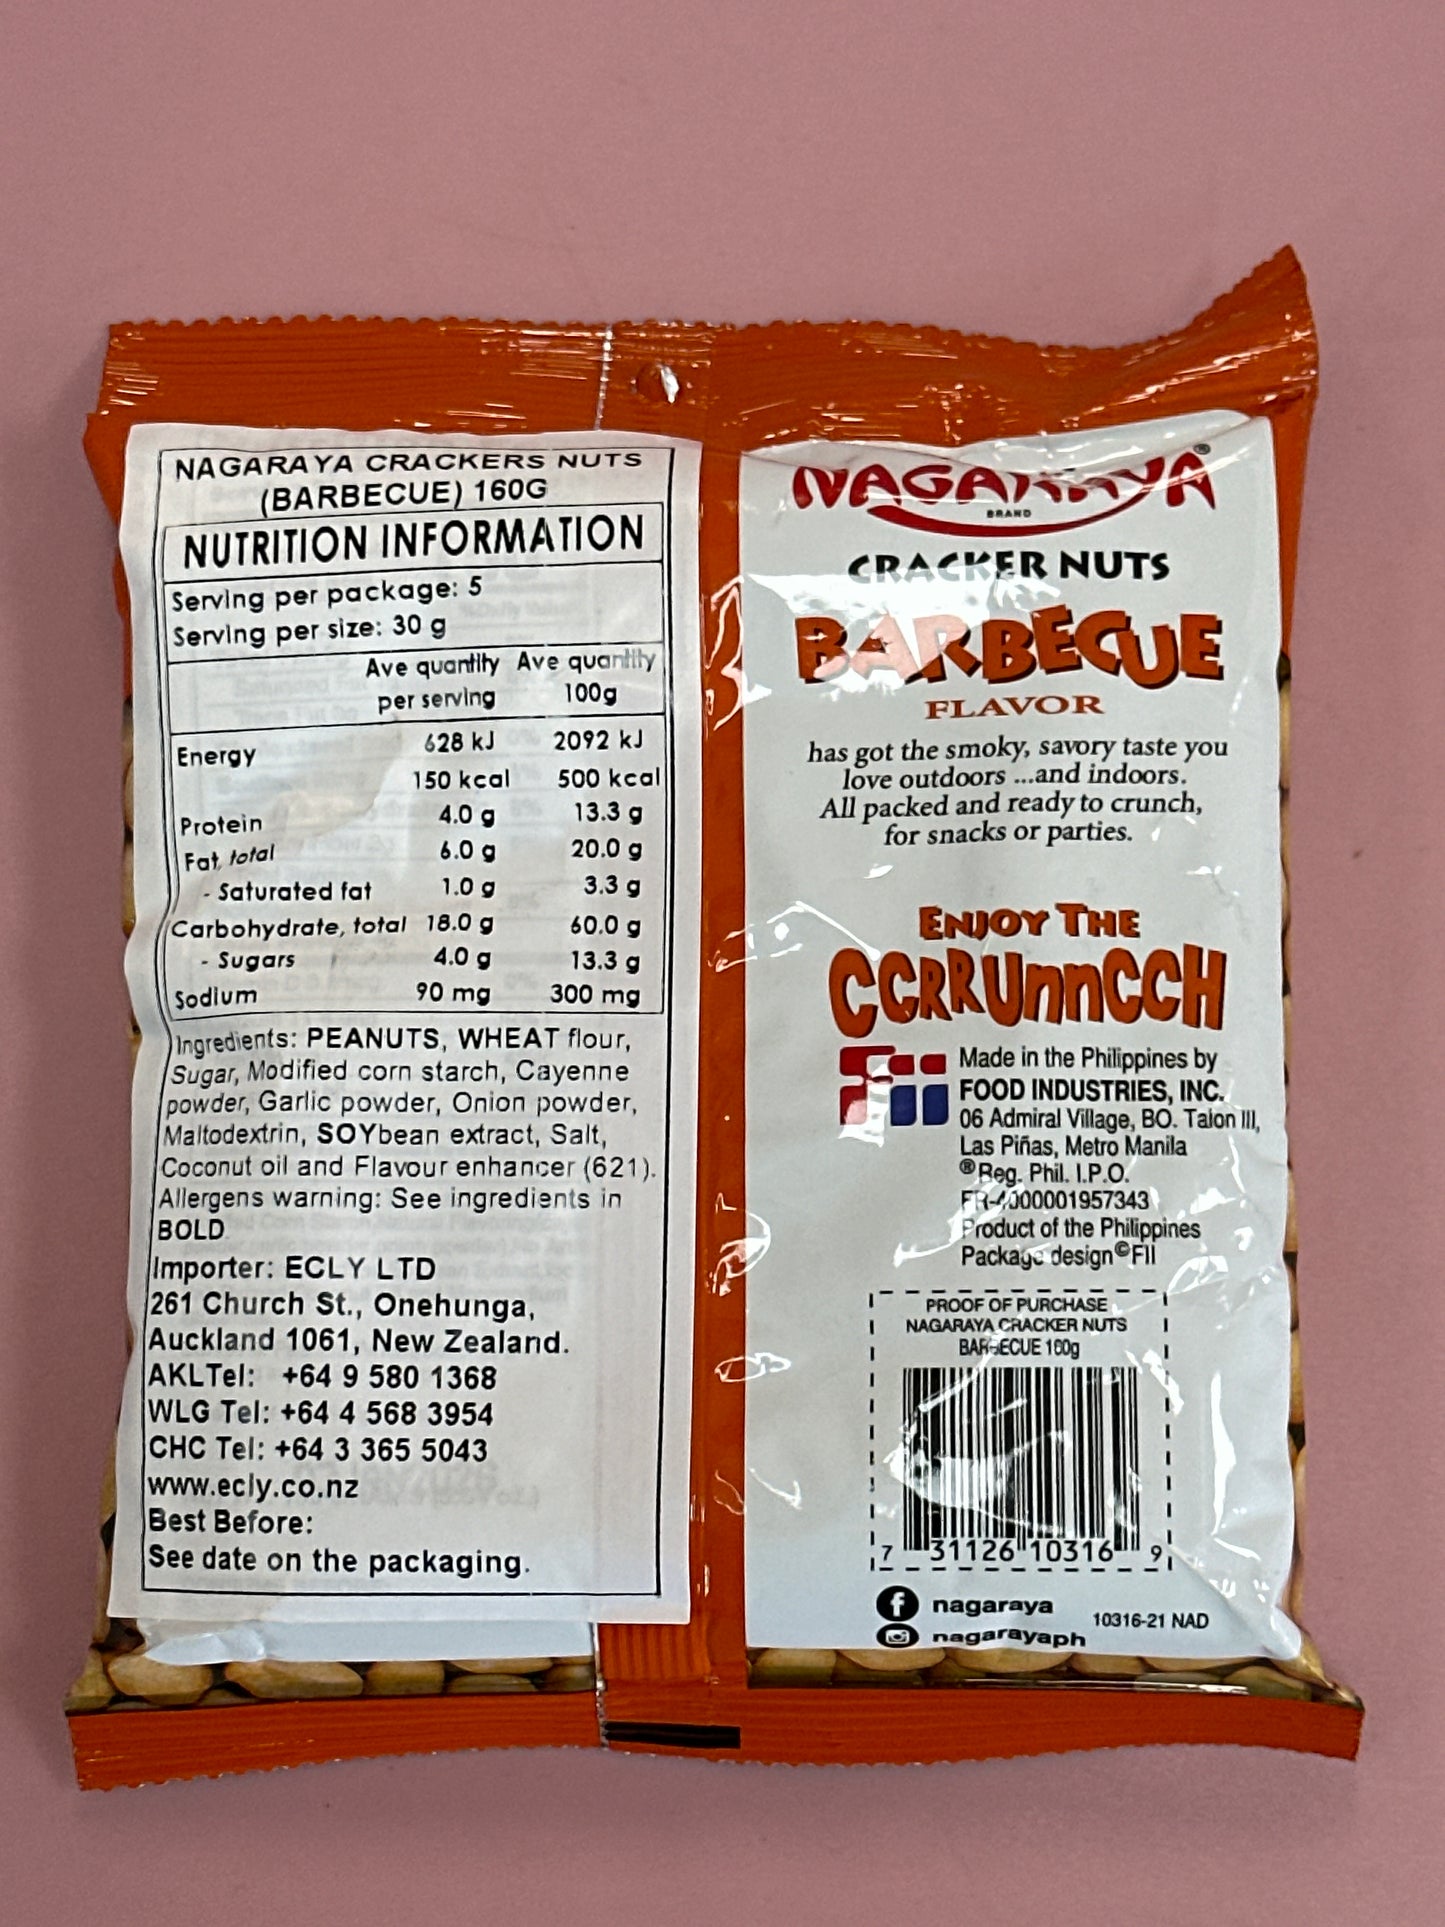 NAGARAYA CRACKERS NUTS
(BARBECUE) 160G
NUTRITION INFORMATION
Serving per package: 5
Serving per size: 30 g
Ave quantity Ave quantity
per serving 100g
Energy 628 kJ 2092 kJ
150 kcal 500 kcal
Protein 4.0 g 13.3 g
Fat, total 6.0 g 20.0 g
- Saturated fat 1.0 g 3.3 g
Carbohydrate, total 18.0 g 60.0 g
- Sugars 4.0 g 13.3 g
Sodium 90 mg 300 mg
Ingredients: PEANUTS, WHEAT flour,
Sugar, Modified corn starch, Cayenne
powder, Garlic powder, Onion powder,
Maltodextrin, SOYbean extract, Salt,
Coconut oil and Flavour enhancer (621).
Allergens warning: See ingredients in
BOLD
Importer: ECLY LTD
261 Church St., Onehunga,
Auckland 1061, New Zealand.
AKLTel: +64 9 580 1368
WLG Tel: +64 4 568 3954
CHC Tel: +64 3 365 5043
www.ecly.co.nz
Best Before:
See date on the packaging.
NAGARAYA®
BRAND
CRACKER NUTS
BARBECUE
FLAVOR
has got the smoky, savory taste you
love outdoors ...and indoors.
All packed and ready to crunch,
for snacks or parties.
ENJOY THE
CCRRUnnCCH
Made in the Philippines by
FOOD INDUSTRIES, INC.
06 Admiral Village, BO. Talon III,
Las Piñas, Metro Manila
® Reg. Phil. I.P.O.
FR-4000001957343
Product of the Philippines
Package design © FII
PROOF OF PURCHASE
NAGARAYA CRACKER NUTS
BARBECUE 160g
7 31126 10316 9
nagaraya
10316-21 NAD
nagarayaph